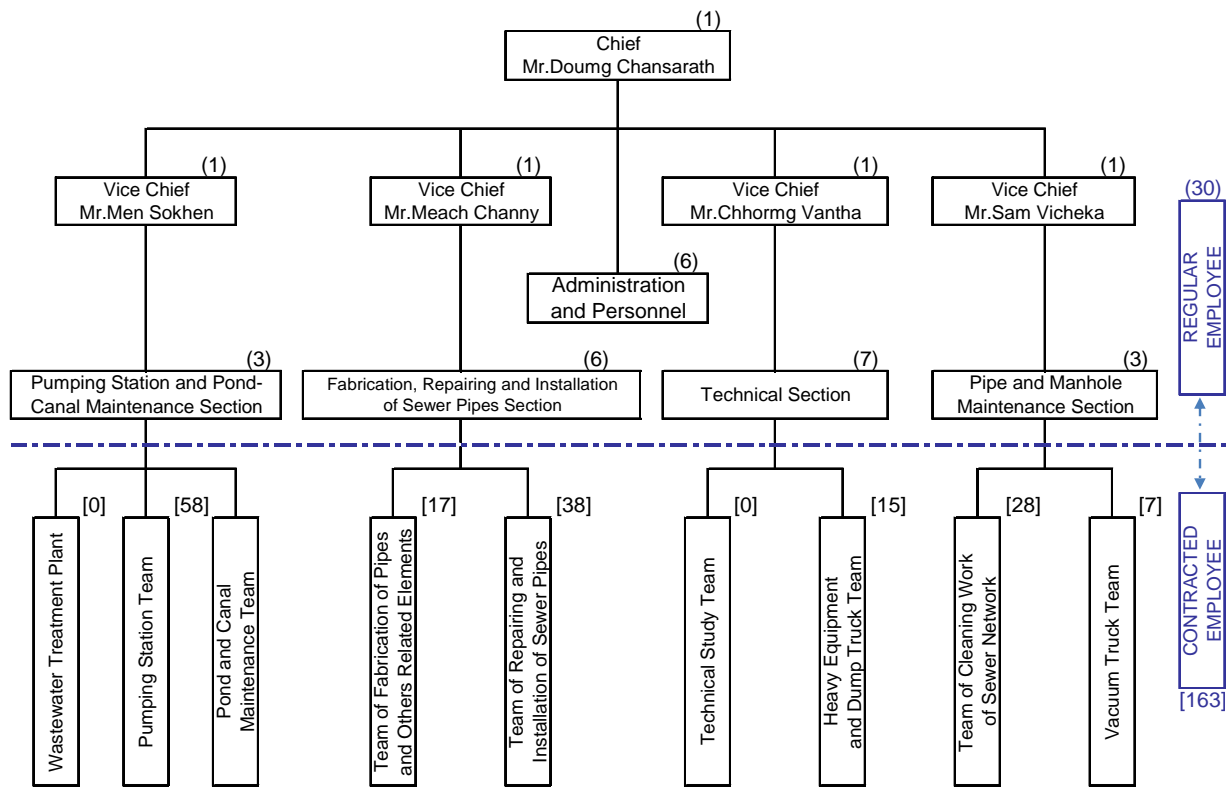 (1)
Chief
Mr.Doumg Chansarath
(1)
Vice Chief
Mr.Men Sokhen
(1)
Vice Chief
Mr.Meach Channy
(1)
Vice Chief
Mr.Chhormg Vantha
(1)
Vice Chief
Mr.Sam Vicheka
(30)
REGULAR
EMPLOYEE
(6)
Administration
and Personnel
(3)
Pumping Station and Pond-
Canal Maintenance Section
(6)
Fabrication, Repairing and Installation
of Sewer Pipes Section
(7)
Technical Section
(3)
Pipe and Manhole
Maintenance Section
[0]
Wastewater Treatment Plant
[58]
Pumping Station Team
Pond and Canal
Maintenance Team
[17]
Team of Fabrication of Pipes
and Others Related Elements
[38]
Team of Repairing and
Installation of Sewer Pipes
[0]
Technical Study Team
[15]
Heavy Equipment
and Dump Truck Team
[28]
Team of Cleaning Work
of Sewer Network
[7]
Vacuum Truck Team
CONTRACTED
EMPLOYEE
[163]